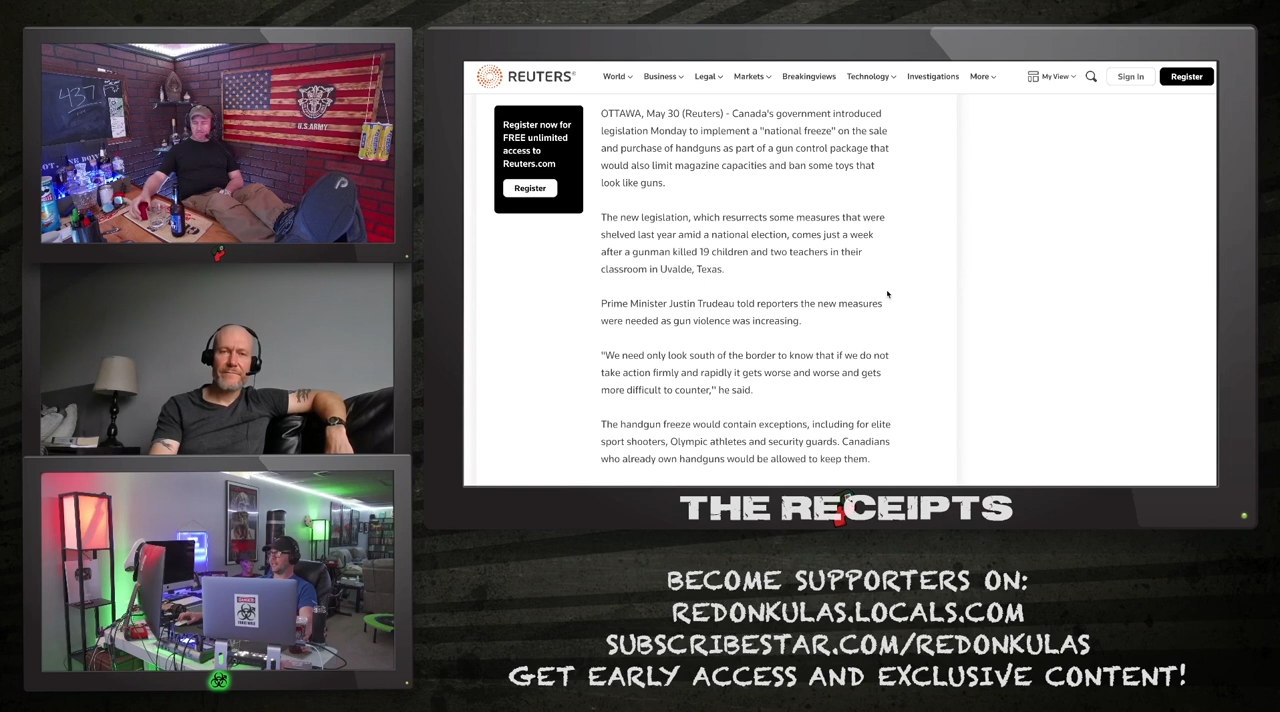 437
U.S. ARMY
REUTERS
World Business Legal Markets Breakingviews Technology Investigations More
My View
Sign In
Register
Register now for
FREE unlimited
access to
Reuters.com
Register
OTTAWA, May 30 (Reuters) - Canada's government introduced
legislation Monday to implement a "national freeze" on the sale
and purchase of handguns as part of a gun control package that
would also limit magazine capacities and ban some toys that
look like guns.
The new legislation, which resurrects some measures that were
shelved last year amid a national election, comes just a week
after a gunman killed 19 children and two teachers in their
classroom in Uvalde, Texas.
Prime Minister Justin Trudeau told reporters the new measures
were needed as gun violence was increasing.
"We need only look south of the border to know that if we do not
take action firmly and rapidly it gets worse and worse and gets
more difficult to counter," he said.
The handgun freeze would contain exceptions, including for elite
sport shooters, Olympic athletes and security guards. Canadians
who already own handguns would be allowed to keep them.
THE RECEIPTS
BECOME SUPPORTERS ON:
REDONKULAS.LOCALS.COM
SUBSCRIBESTAR.COM/REDONKULAS
GET EARLY ACCESS AND EXCLUSIVE CONTENT!